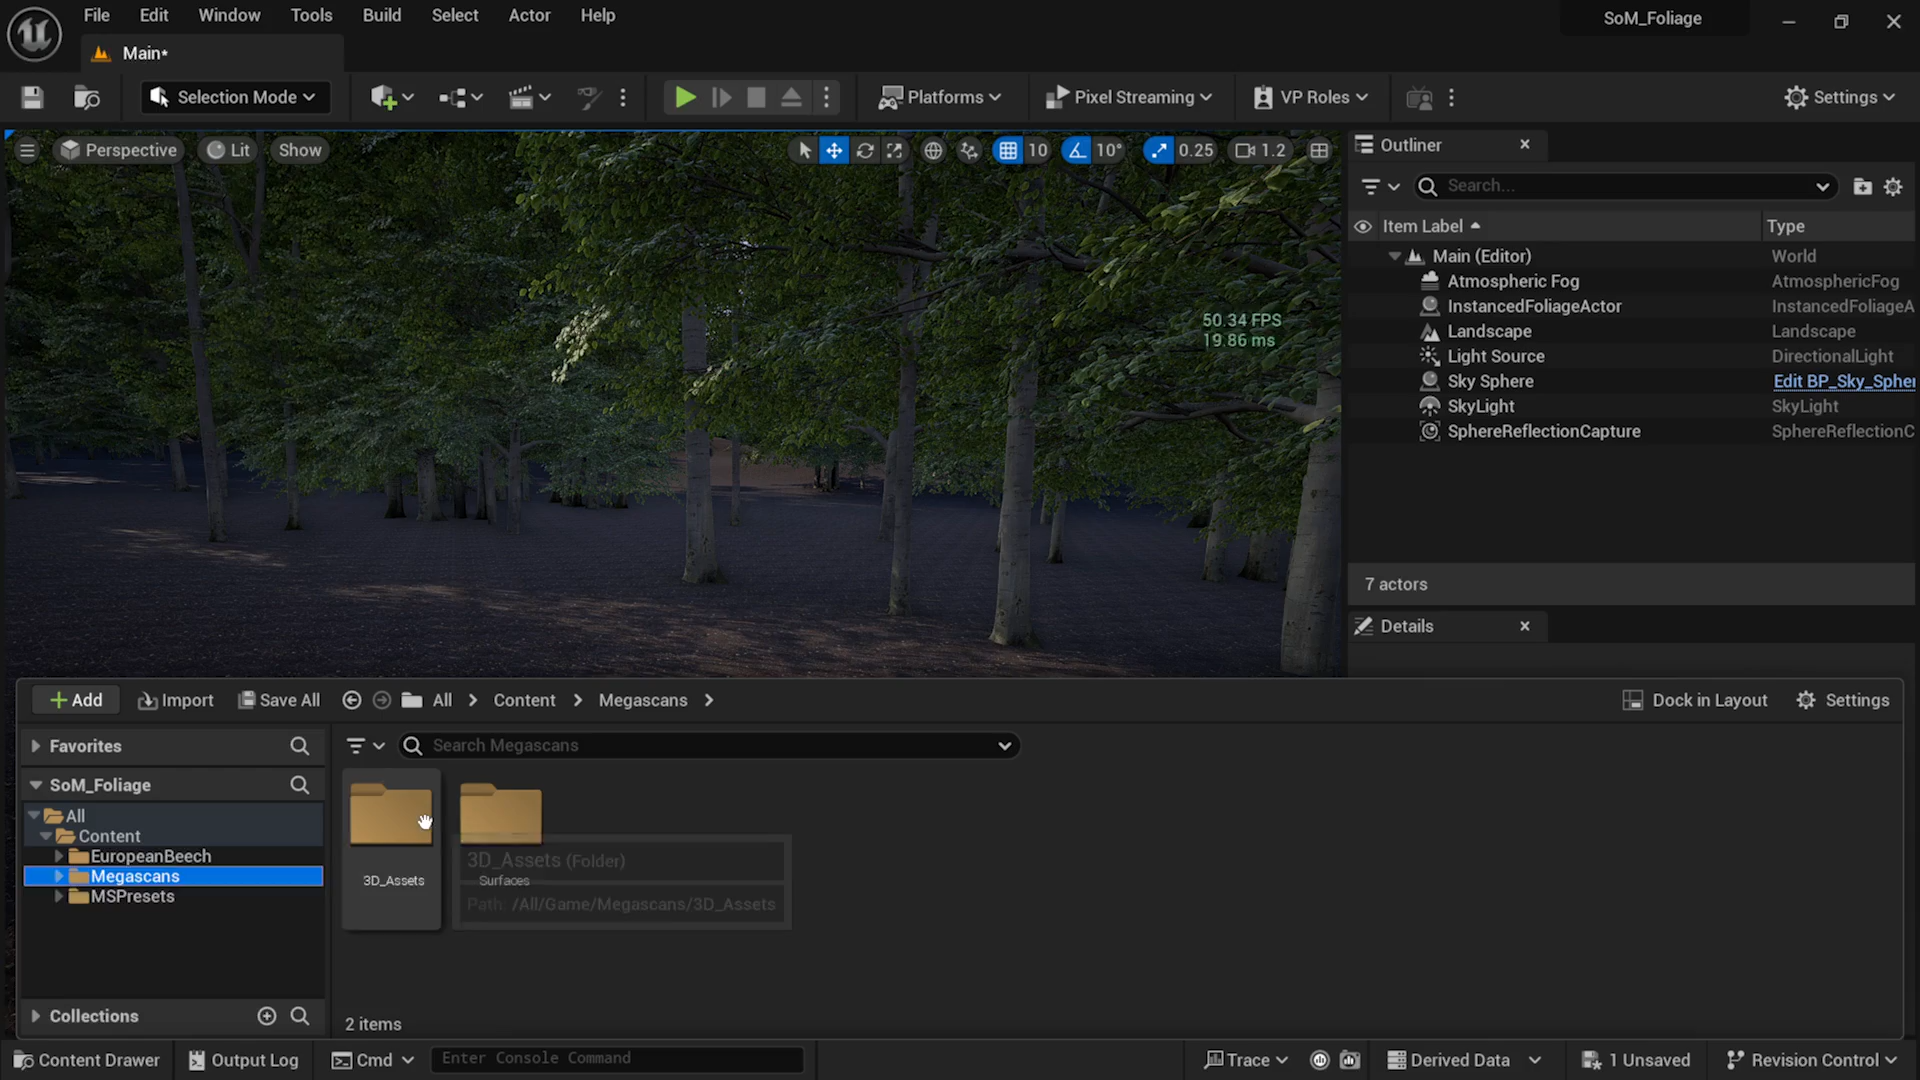 File Edit Window Tools Build Select Actor Help
SoM_Foliage
Main*
Selection Mode
Platforms
Pixel Streaming
VP Roles
Settings
Perspective
Lit
Show
10
10°
0.25
1.2
50.34 FPS
19.86 ms
Outliner
Search...
Item Label
Type
Main (Editor)
World
Atmospheric Fog
AtmosphericFog
InstancedFoliageActor
InstancedFoliageA
Landscape
Landscape
Light Source
DirectionalLight
Sky Sphere
Edit BP_Sky_Spher
SkyLight
SkyLight
SphereReflectionCapture
SphereReflectionC
7 actors
Details
Add
Import
Save All
All > Content > Megascans >
Dock in Layout
Settings
Favorites
Search Megascans
SoM_Foliage
All
Content
EuropeanBeech
Megascans
MSPresets
3D_Assets
Surfaces
3D_Assets (Folder)
Path: /All/Game/Megascans/3D_Assets
Collections
2 items
Content Drawer
Output Log
Cmd
Enter Console Command
Trace
Derived Data
1 Unsaved
Revision Control